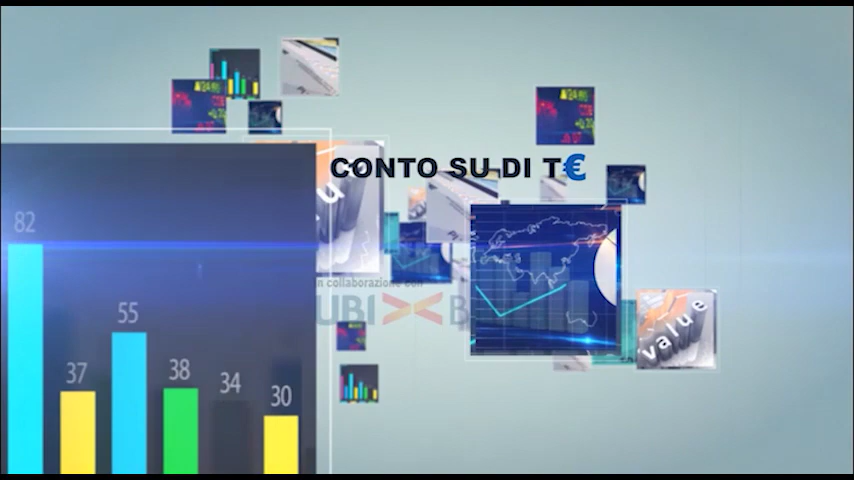 CONTO SU DI T€
82
in collaborazione con
UBI
55
37
38
34
30
value